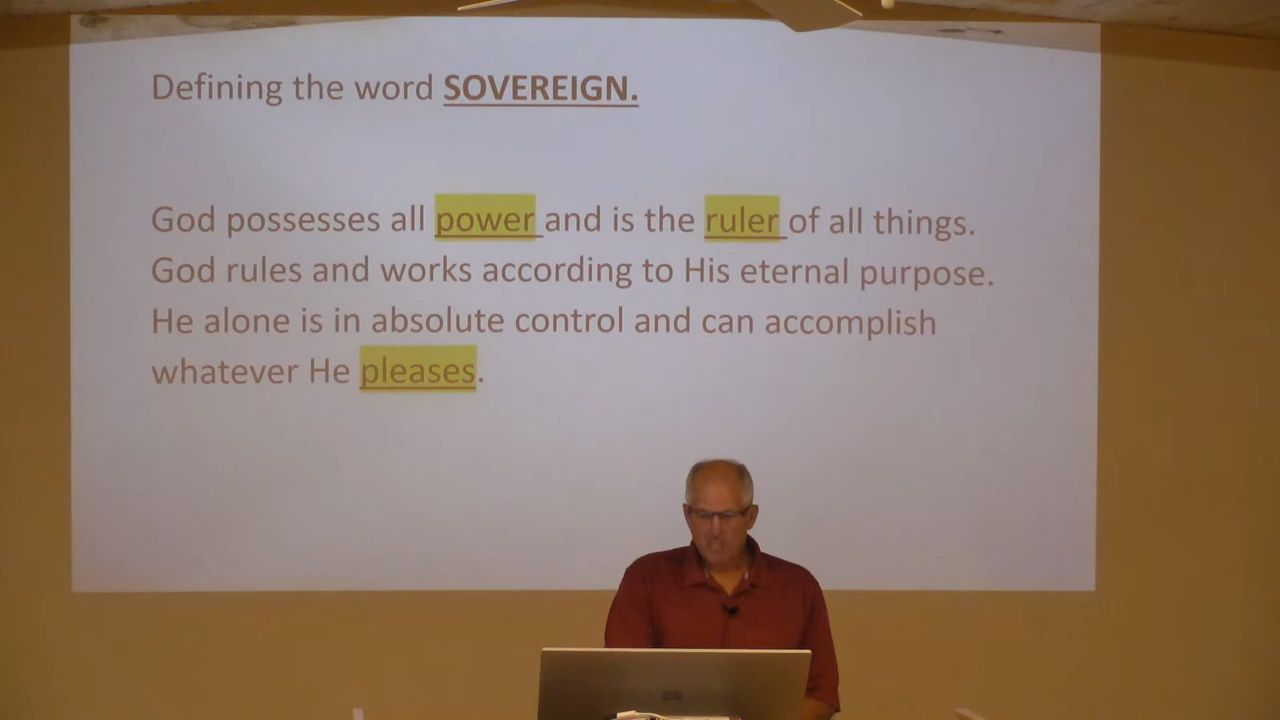 Defining the word SOVEREIGN.
God possesses all power and is the ruler of all things.
God rules and works according to His eternal purpose.
He alone is in absolute control and can accomplish
whatever He pleases.